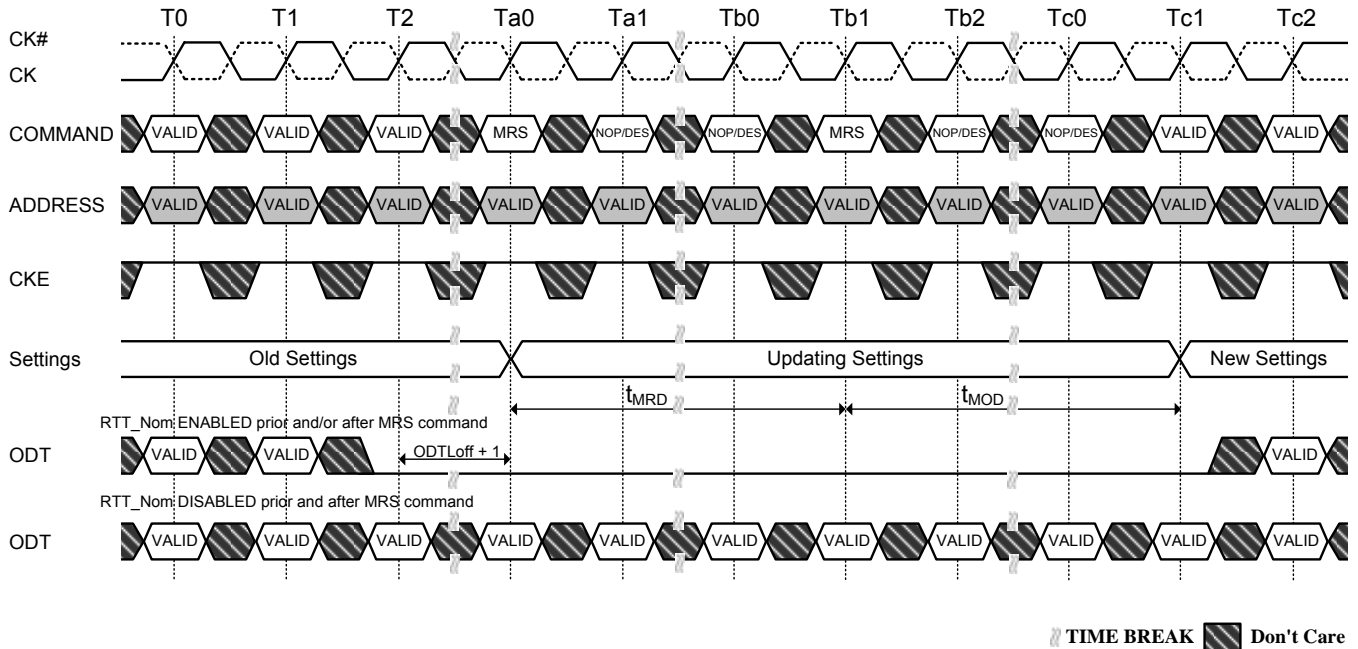 T0 T1 T2 Ta0 Ta1 Tb0 Tb1 Tb2 Tc0 Tc1 Tc2
CK#
CK
COMMAND VALID VALID VALID MRS NOP/DES NOP/DES MRS NOP/DES NOP/DES VALID VALID
ADDRESS VALID VALID VALID VALID VALID VALID VALID VALID VALID VALID VALID
CKE
Settings Old Settings Updating Settings New Settings
tMRD tMOD
RTT_Nom ENABLED prior and/or after MRS command
ODT VALID VALID ODTLoff + 1 VALID
RTT_Nom DISABLED prior and after MRS command
ODT VALID VALID VALID VALID VALID VALID VALID VALID VALID VALID VALID
TIME BREAK Don't Care